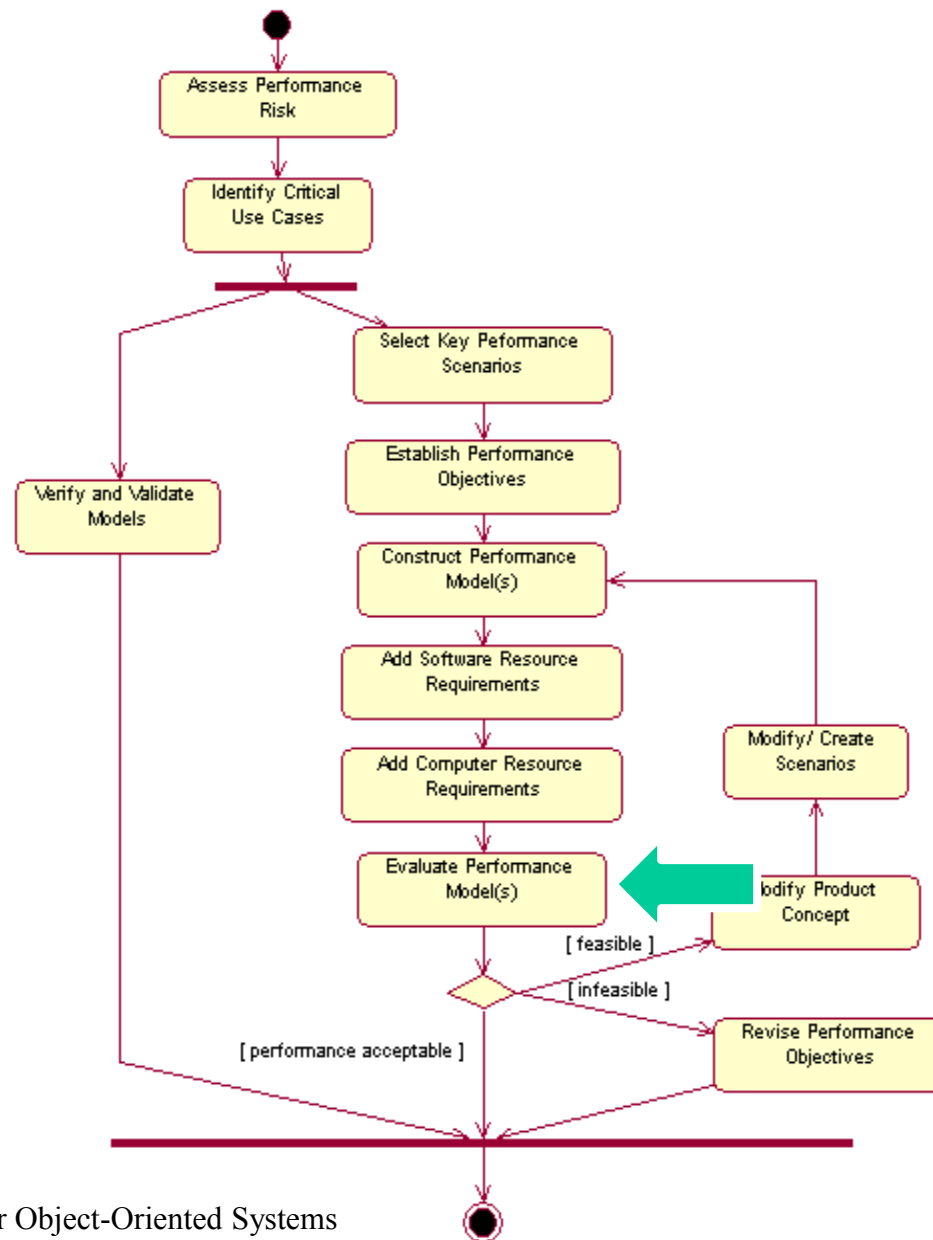 Assess Performance
Risk
Identify Critical
Use Cases
Select Key Peformance
Scenarios
Establish Performance
Objectives
Verify and Validate
Models
Construct Performance
Model(s)
Add Software Resource
Requirements
Modify/ Create
Scenarios
Add Computer Resource
Requirements
Evaluate Performance
Model(s)
Product
Concept
[ feasible ]
[ infeasible ]
Revise Performance
Objectives
[ performance acceptable ]
Object-Oriented Systems